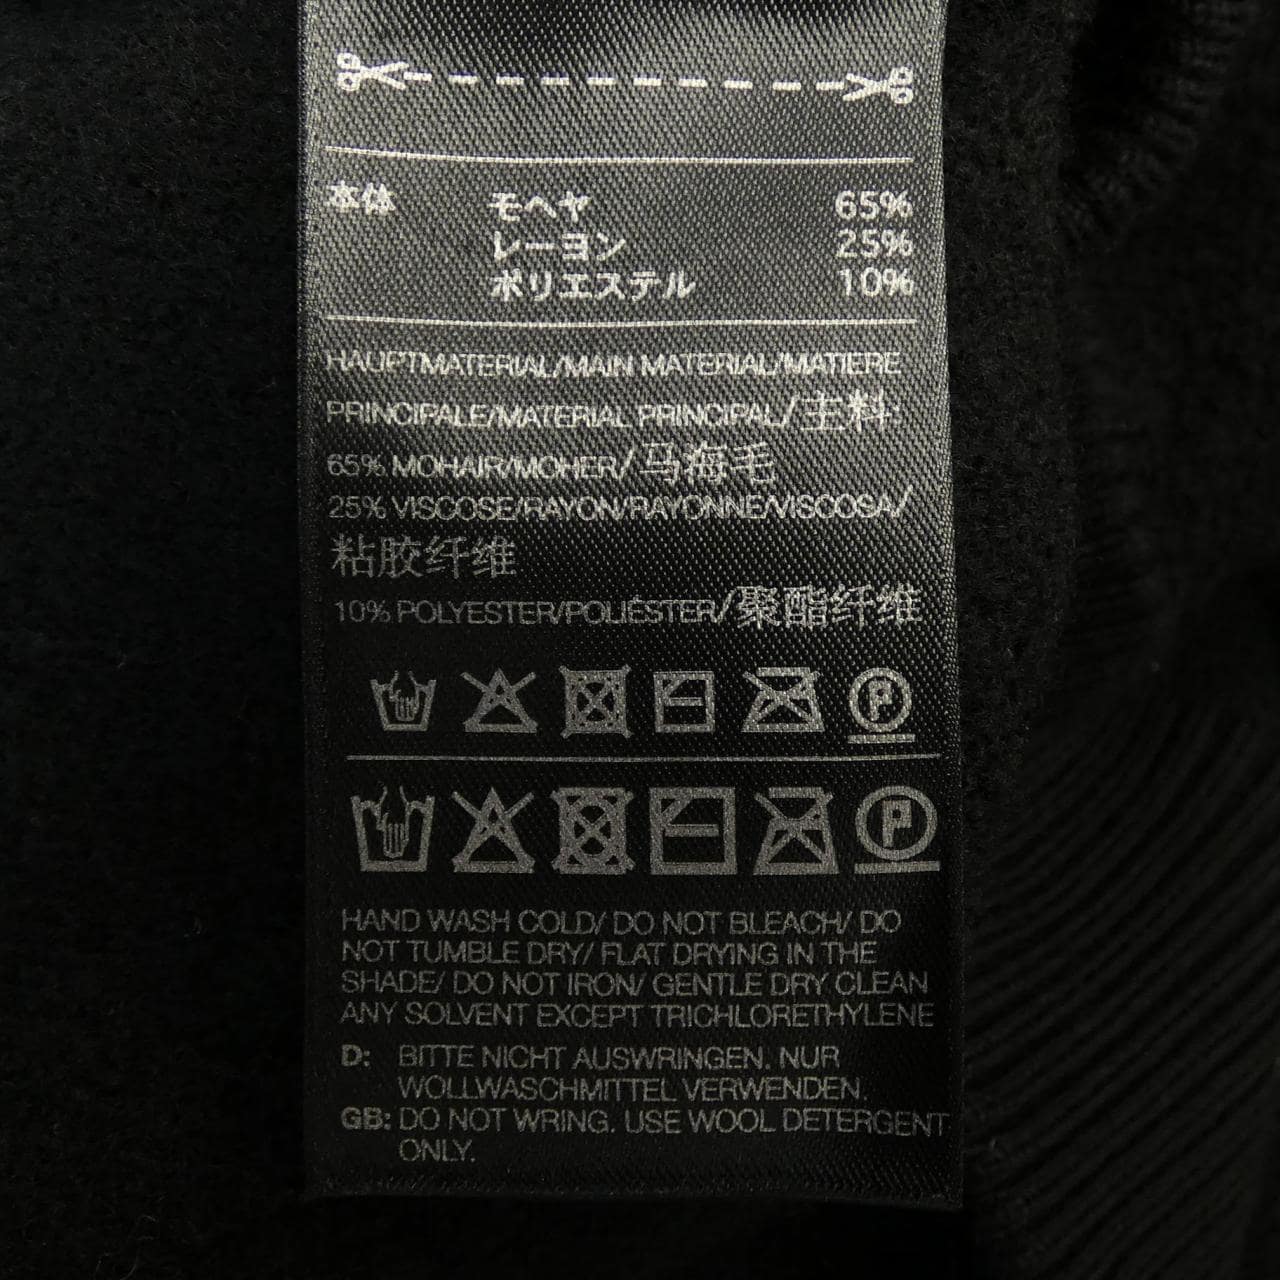 本体 モヘヤ 65%
レーヨン 25%
ポリエステル 10%
HAUPTMATERIAL/MAIN MATERIAL/MATIERE
PRINCIPALE/MATERIAL PRINCIPAL/主料:
65% MOHAIR/MOHER/马海毛
25% VISCOSE/RAYON/RAYONNE/VISCOSA/
粘胶纤维
10% POLYESTER/POLIÉSTER/聚酯纤维
P
P
HAND WASH COLD/ DO NOT BLEACH/ DO
NOT TUMBLE DRY/ FLAT DRYING IN THE
SHADE/ DO NOT IRON/ GENTLE DRY CLEAN
ANY SOLVENT EXCEPT TRICHLORETHYLENE
D: BITTE NICHT AUSWRINGEN. NUR
WOLLWASCHMITTEL VERWENDEN.
GB: DO NOT WRING. USE WOOL DETERGENT
ONLY.